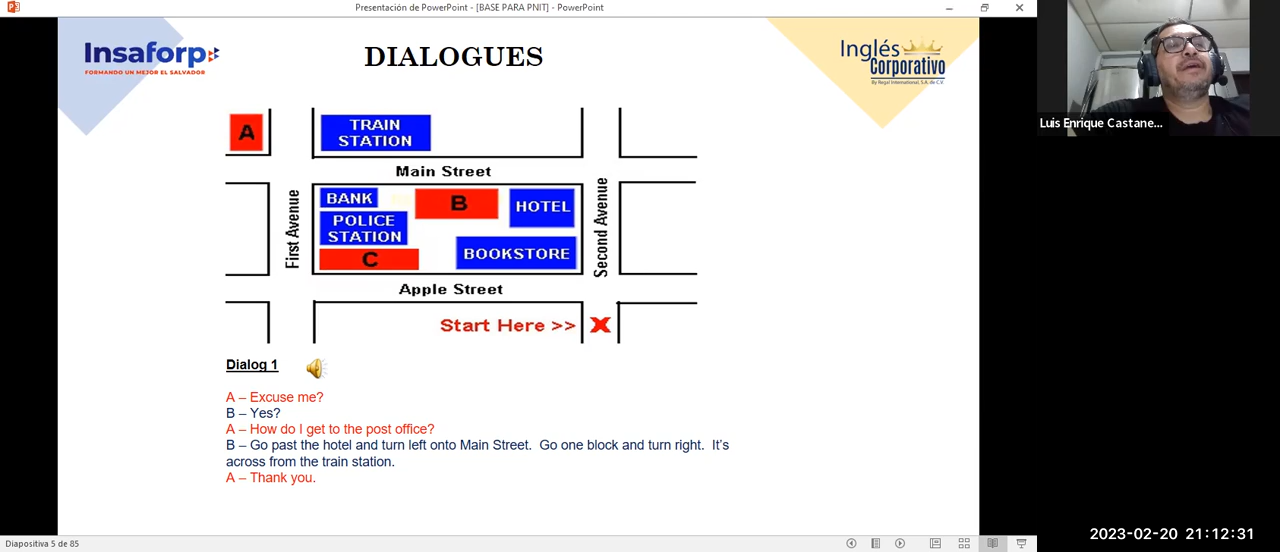 Presentación de PowerPoint - [BASE PARA PNIT] - PowerPoint
Insaforp
FORMANDO UN MEJOR EL SALVADOR
DIALOGUES
Inglés
Corporativo
By Regal International, S.A. de C.V.
Luis Enrique Castane...
A
TRAIN
STATION
Main Street
First Avenue
BANK
B
HOTEL
Second Avenue
POLICE
STATION
C
BOOKSTORE
Apple Street
Start Here >> X
Dialog 1
A – Excuse me?
B – Yes?
A – How do I get to the post office?
B – Go past the hotel and turn left onto Main Street. Go one block and turn right. It's
across from the train station.
A – Thank you.
Diapositiva 5 de 85
2023-02-20 21:12:31